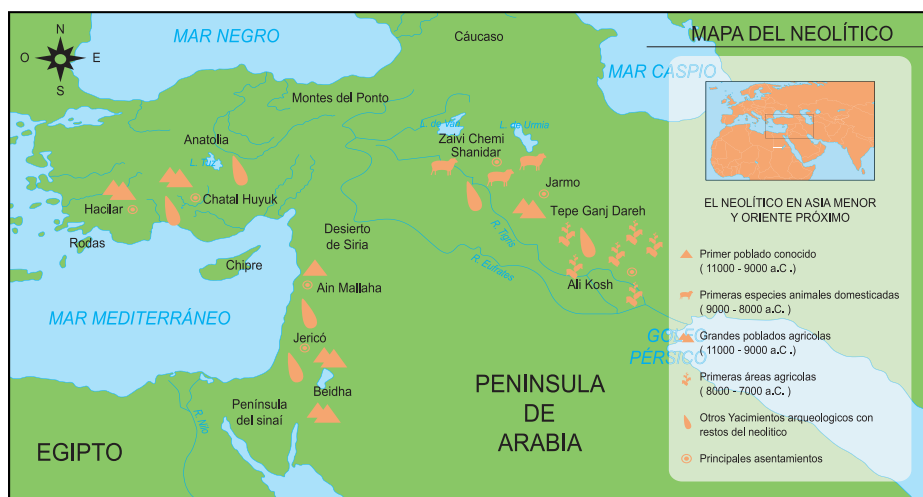 MAR NEGRO
Cáucaso
MAPA DEL NEOLÍTICO
N
O
E
S
MAR CASPIO
Montes del Ponto
Anatolia
L. de Van
L. de Urmia
Zaivi Chemi
Shanidar
L. Tuz
Jarmo
Chatal Huyuk
Hacilar
Tepe Ganj Dareh
Rodas
Desierto
de Siria
R. Tigra
R. Eufrates
Chipre
Ain Mallaha
Ali Kosh
MAR MEDITERRÁNEO
Jericó
GOLFO
PÉRSICO
Beidha
PENINSULA
DE
ARABIA
Península
del sinaí
R. Nilo
EGIPTO
EL NEOLÍTICO EN ASIA MENOR
Y ORIENTE PRÓXIMO
Primer poblado conocido
( 11000 - 9000 a.C .)
Primeras especies animales domesticadas
( 9000 - 8000 a.C. )
Grandes poblados agricolas
( 11000 - 9000 a.C. )
Primeras áreas agricolas
( 8000 - 7000 a.C. )
Otros Yacimientos arqueologicos con
restos del neolitico
Principales asentamientos